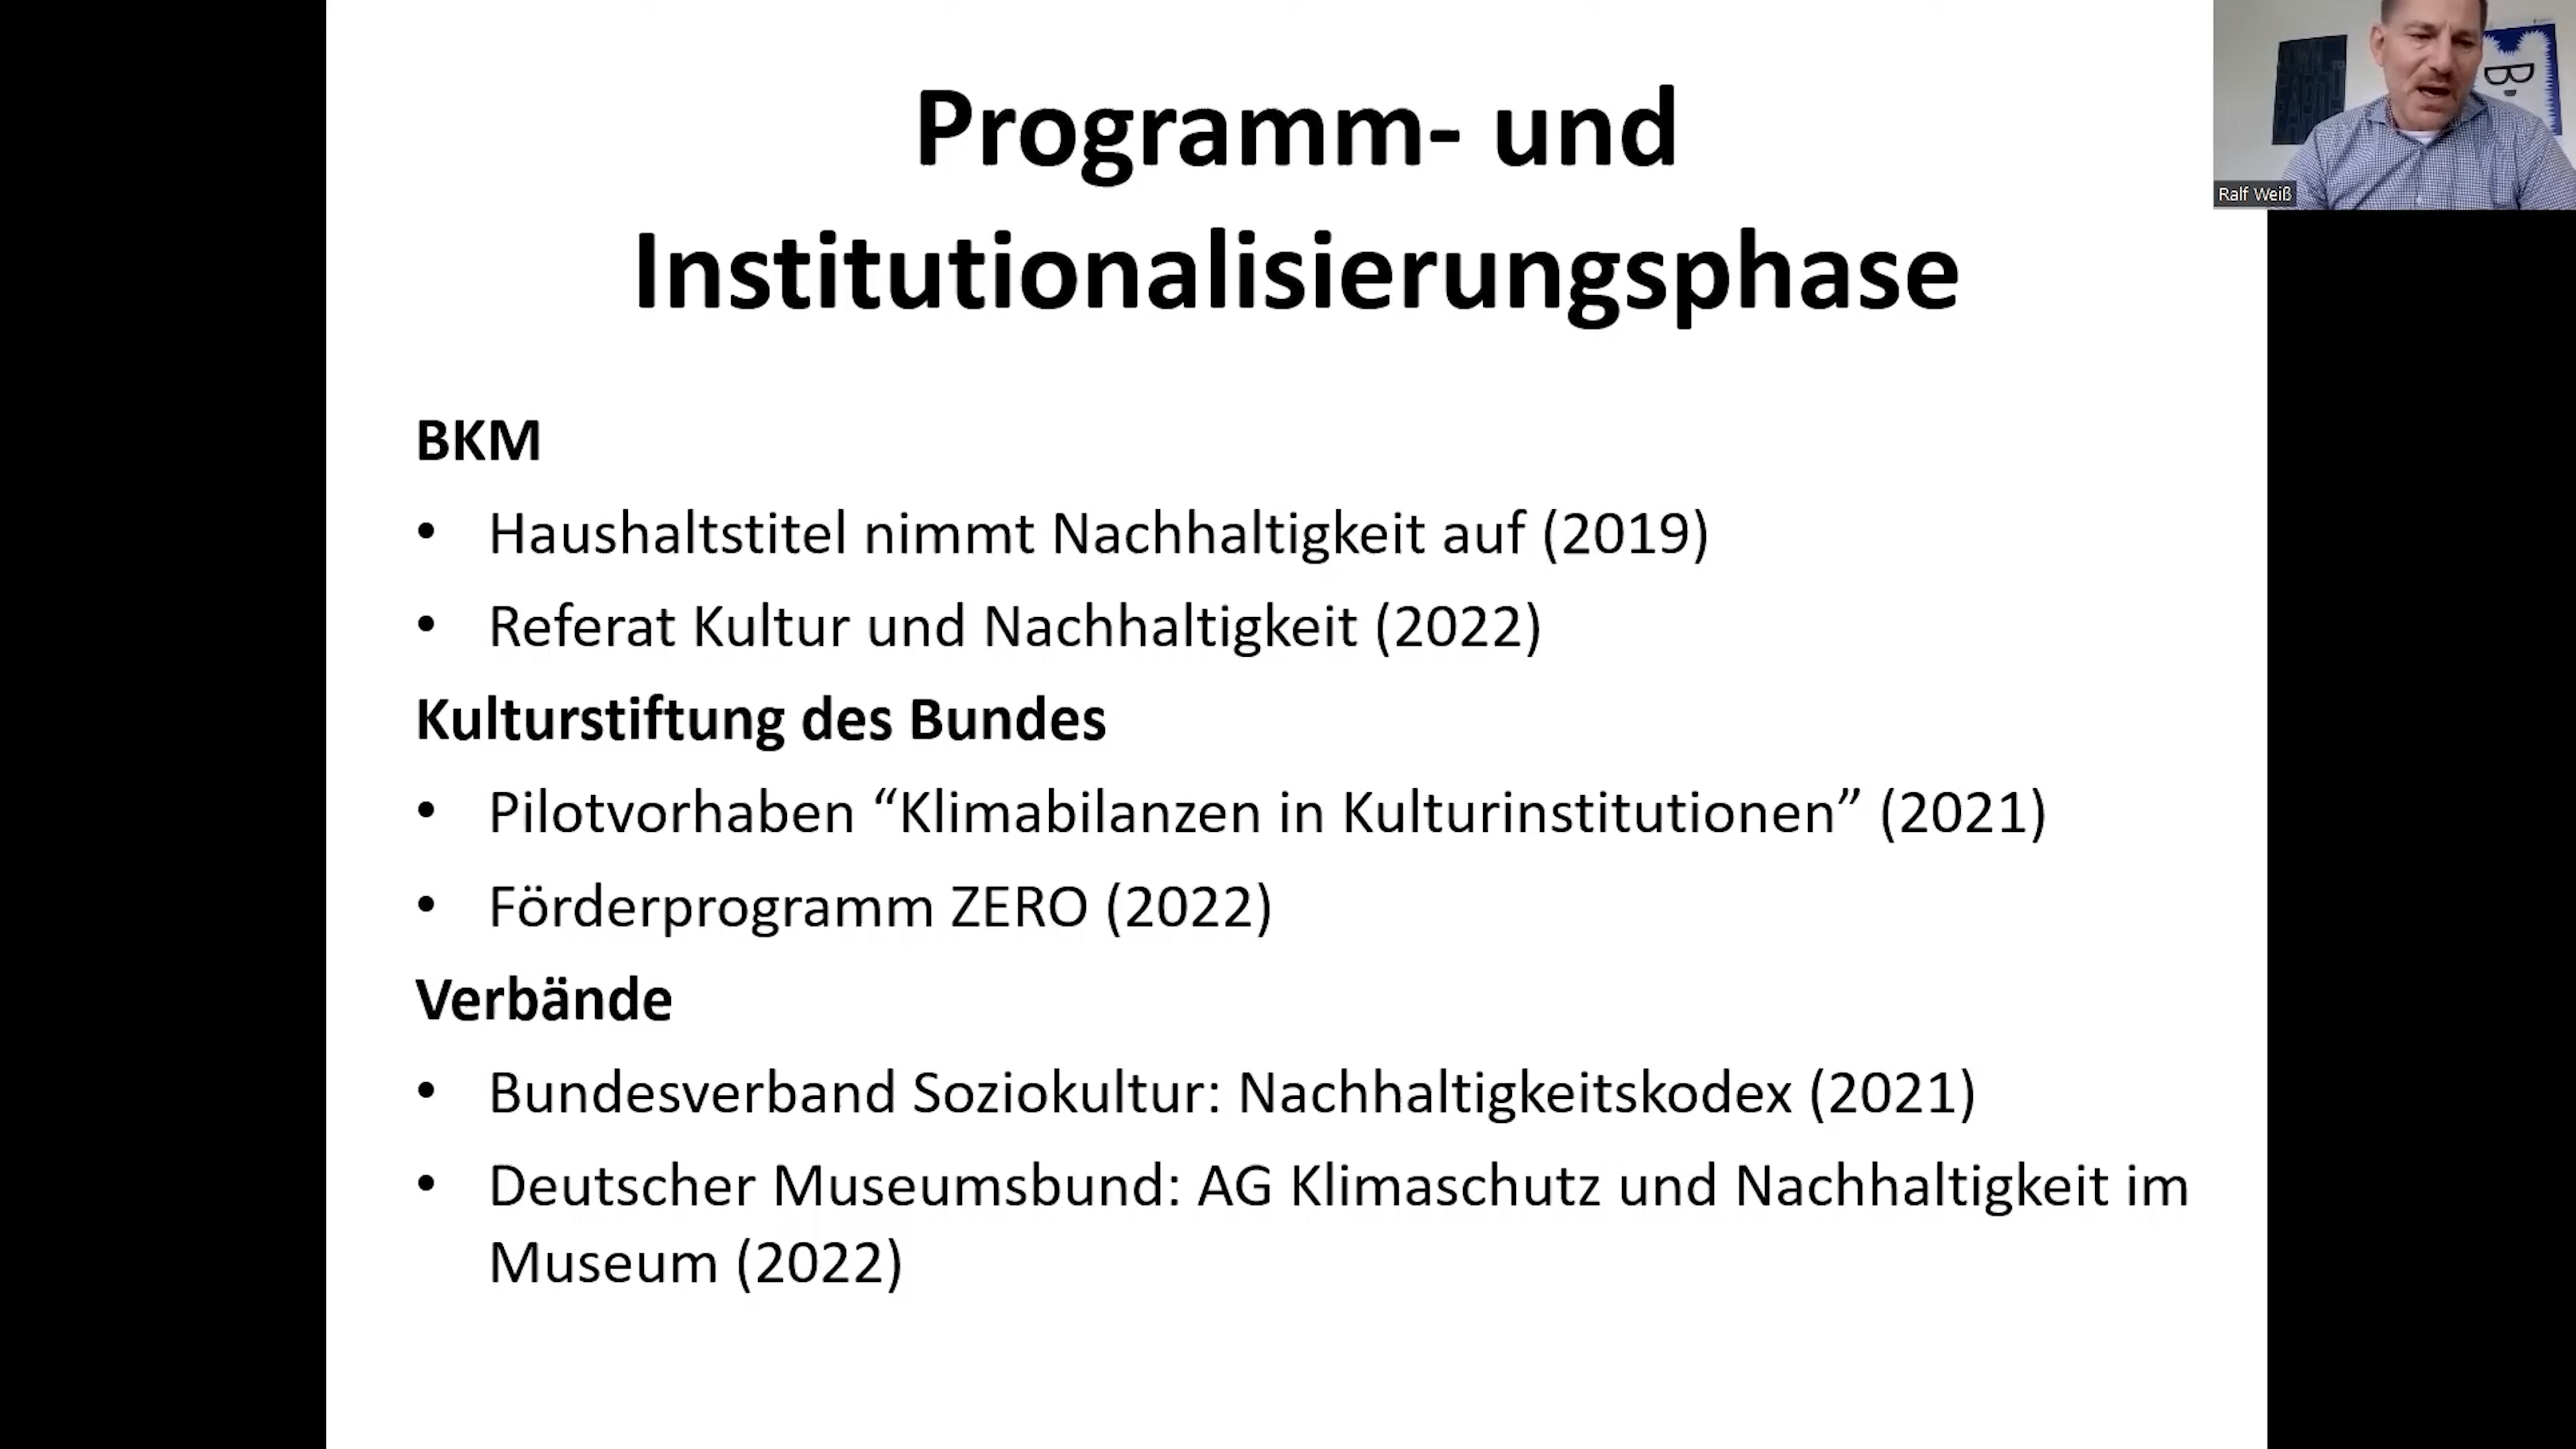 Programm- und
Institutionalisierungsphase
Ralf Weiß
BKM
• Haushaltstitel nimmt Nachhaltigkeit auf (2019)
• Referat Kultur und Nachhaltigkeit (2022)
Kulturstiftung des Bundes
• Pilotvorhaben “Klimabilanzen in Kulturinstitutionen” (2021)
• Förderprogramm ZERO (2022)
Verbände
• Bundesverband Soziokultur: Nachhaltigkeitskodex (2021)
• Deutscher Museumsbund: AG Klimaschutz und Nachhaltigkeit im
Museum (2022)